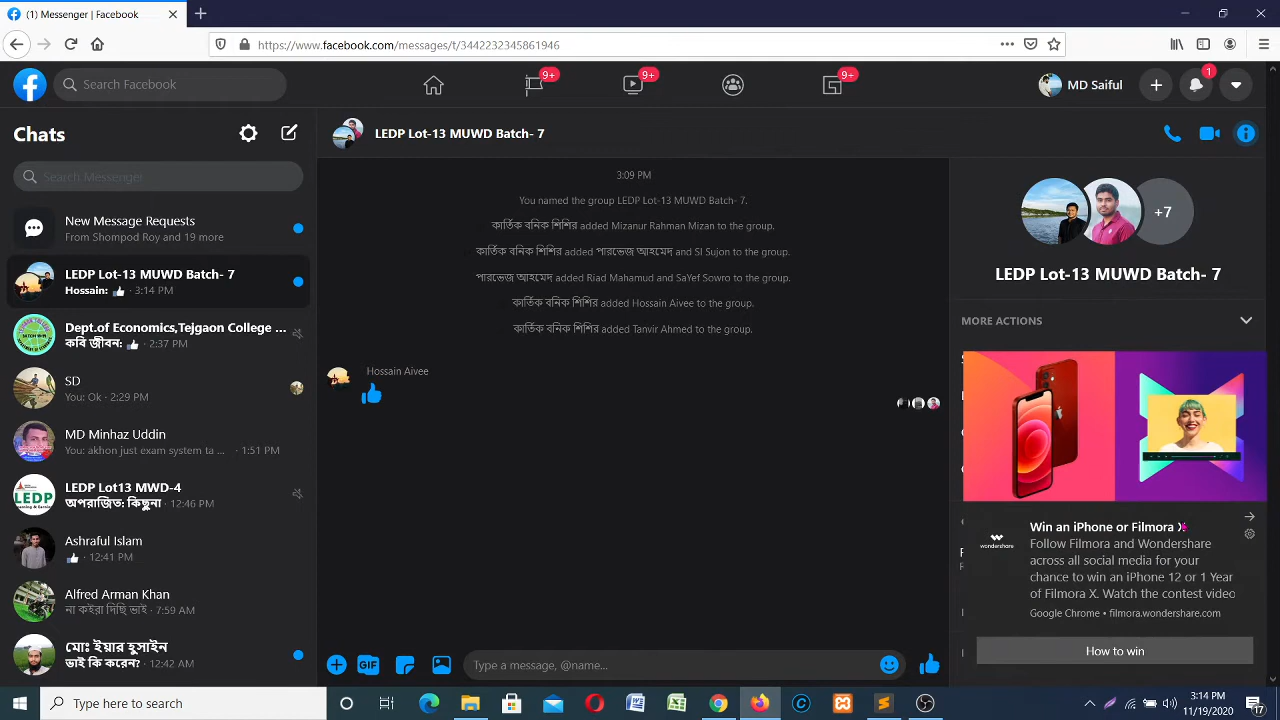 (1) Messenger | Facebook
https://www.facebook.com/messages/t/3442232345861946
Search Facebook
9+
9+
9+
MD Saiful
1
Chats
Search Messenger
New Message Requests
From Shompod Roy and 19 more
LEDP Lot-13 MUWD Batch- 7
Hossain: 👍 · 3:14 PM
Dept.of Economics,Tejgaon College ...
কবি জীবন: 👍 · 2:37 PM
SD
You: Ok · 2:29 PM
MD Minhaz Uddin
You: akhon just exam system ta ... · 1:51 PM
LEDP Lot13 MWD-4
অপরাজিত: কিছুনা · 12:46 PM
Ashraful Islam
👍 · 12:41 PM
Alfred Arman Khan
না কইরা দিছি ভাই · 7:59 AM
মোঃ ইয়ার হুসাইন
ভাই কি করেন? · 12:42 AM
LEDP Lot-13 MUWD Batch- 7
3:09 PM
You named the group LEDP Lot-13 MUWD Batch- 7.
কার্তিক বনিক শিশির added Mizanur Rahman Mizan to the group.
কার্তিক বনিক শিশির added পারভেজ আহমেদ and SI Sujon to the group.
পারভেজ আহমেদ added Riad Mahamud and SaYef Sowro to the group.
কার্তিক বনিক শিশির added Hossain Aivee to the group.
কার্তিক বনিক শিশির added Tanvir Ahmed to the group.
Hossain Aivee
GIF
Type a message, @name...
+7
LEDP Lot-13 MUWD Batch- 7
MORE ACTIONS
wondershare
Win an iPhone or Filmora X
Follow Filmora and Wondershare
across all social media for your
chance to win an iPhone 12 or 1 Year
of Filmora X. Watch the contest video
Google Chrome • filmora.wondershare.com
How to win
Type here to search
3:14 PM
11/19/2020
17